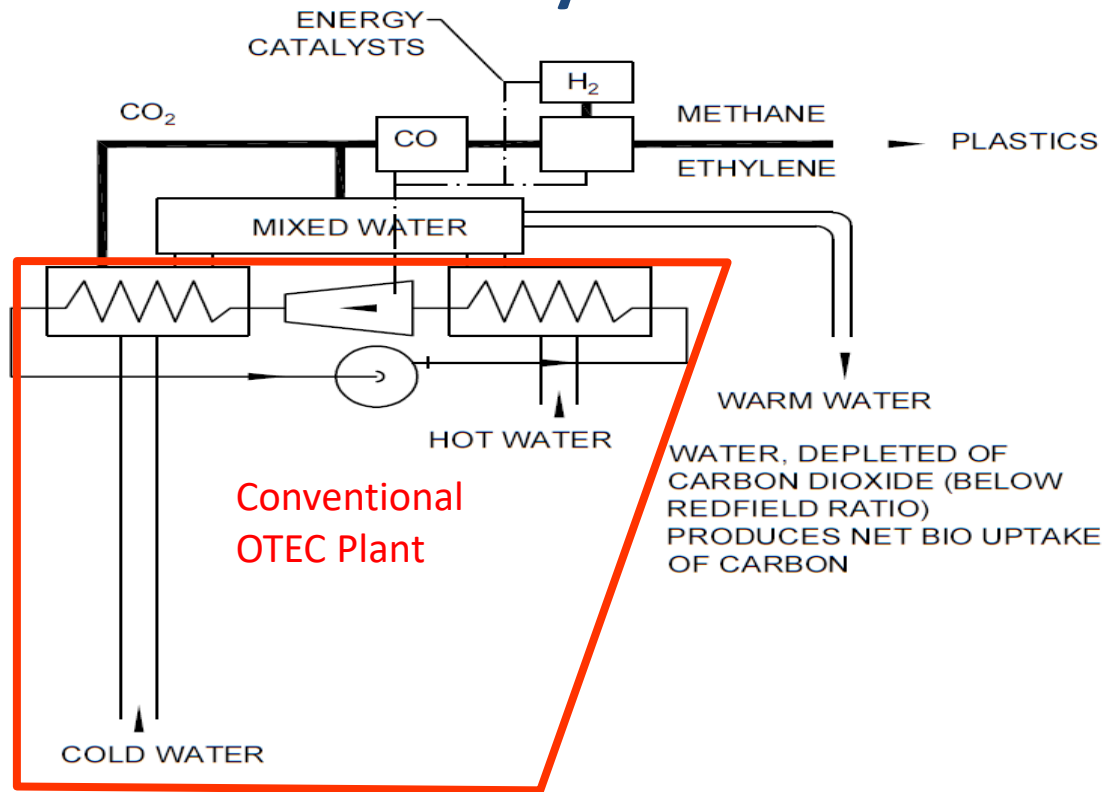 ENERGY
CATALYSTS
H₂
CO₂
CO
METHANE
ETHYLENE
PLASTICS
MIXED WATER
HOT WATER
WARM WATER
WATER, DEPLETED OF
CARBON DIOXIDE (BELOW
REDFIELD RATIO)
PRODUCES NET BIO UPTAKE
OF CARBON
Conventional
OTEC Plant
COLD WATER